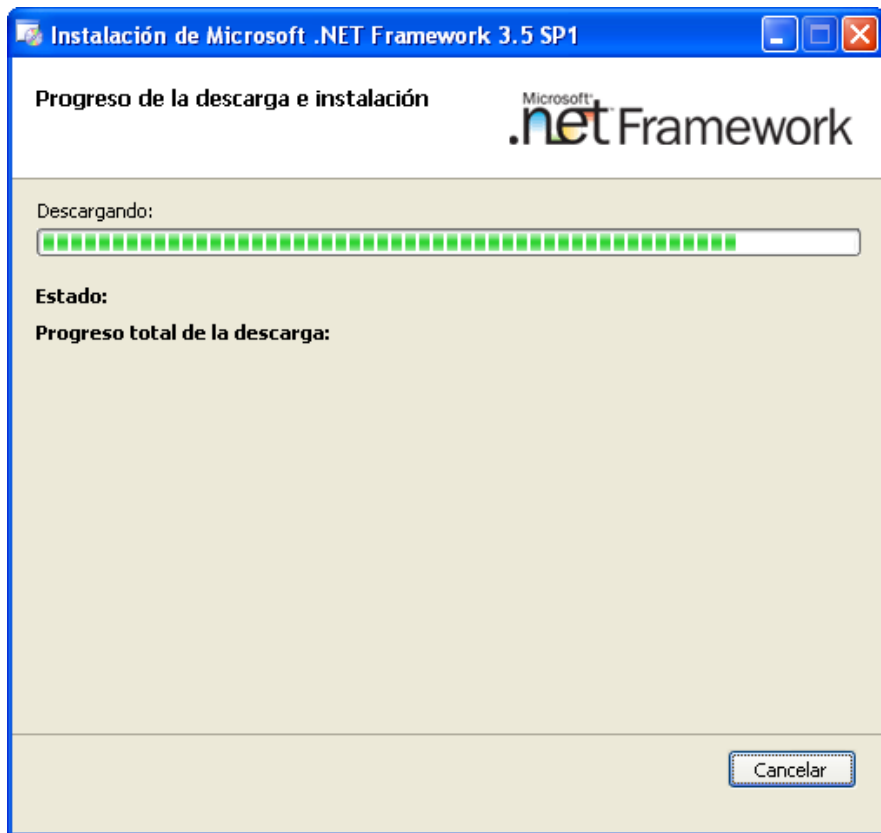 Instalación de Microsoft .NET Framework 3.5 SP1
Progreso de la descarga e instalación
Microsoft
.net Framework
Descargando:
Estado:
Progreso total de la descarga:
Cancelar